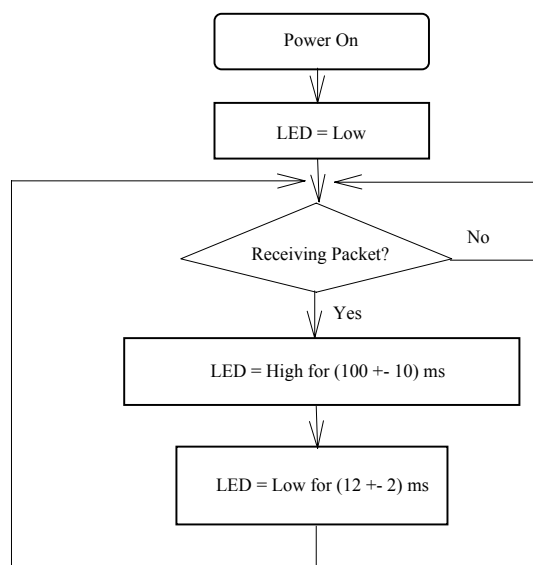 Power On
LED = Low
Receiving Packet?
No
Yes
LED = High for (100 +- 10) ms
LED = Low for (12 +- 2) ms